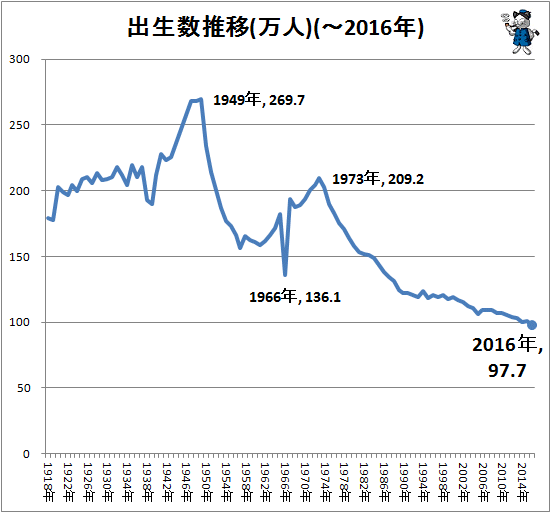 出生数推移(万人)(～2016年)
300
250
200
150
100
50
0
1949年, 269.7
1973年, 209.2
1966年, 136.1
2016年,
97.7
1918年
1922年
1926年
1930年
1934年
1938年
1942年
1946年
1950年
1954年
1958年
1962年
1966年
1970年
1974年
1978年
1982年
1986年
1990年
1994年
1998年
2002年
2006年
2010年
2014年